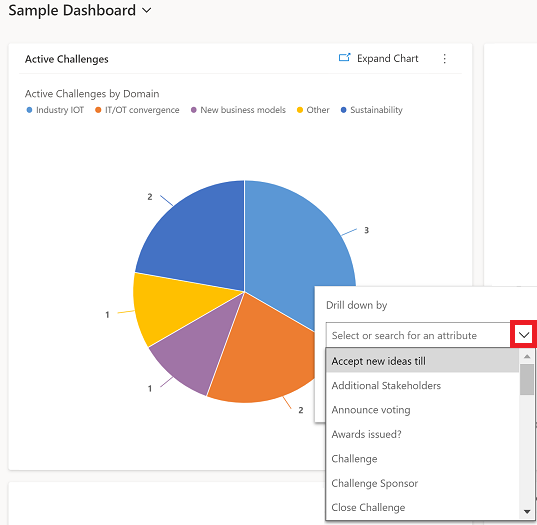 Sample Dashboard
Active Challenges
Expand Chart
Active Challenges by Domain
Industry IOT IT/OT convergence New business models Other Sustainability
2
3
1
1
2
Drill down by
Select or search for an attribute
Accept new ideas till
Additional Stakeholders
Announce voting
Awards issued?
Challenge
Challenge Sponsor
Close Challenge